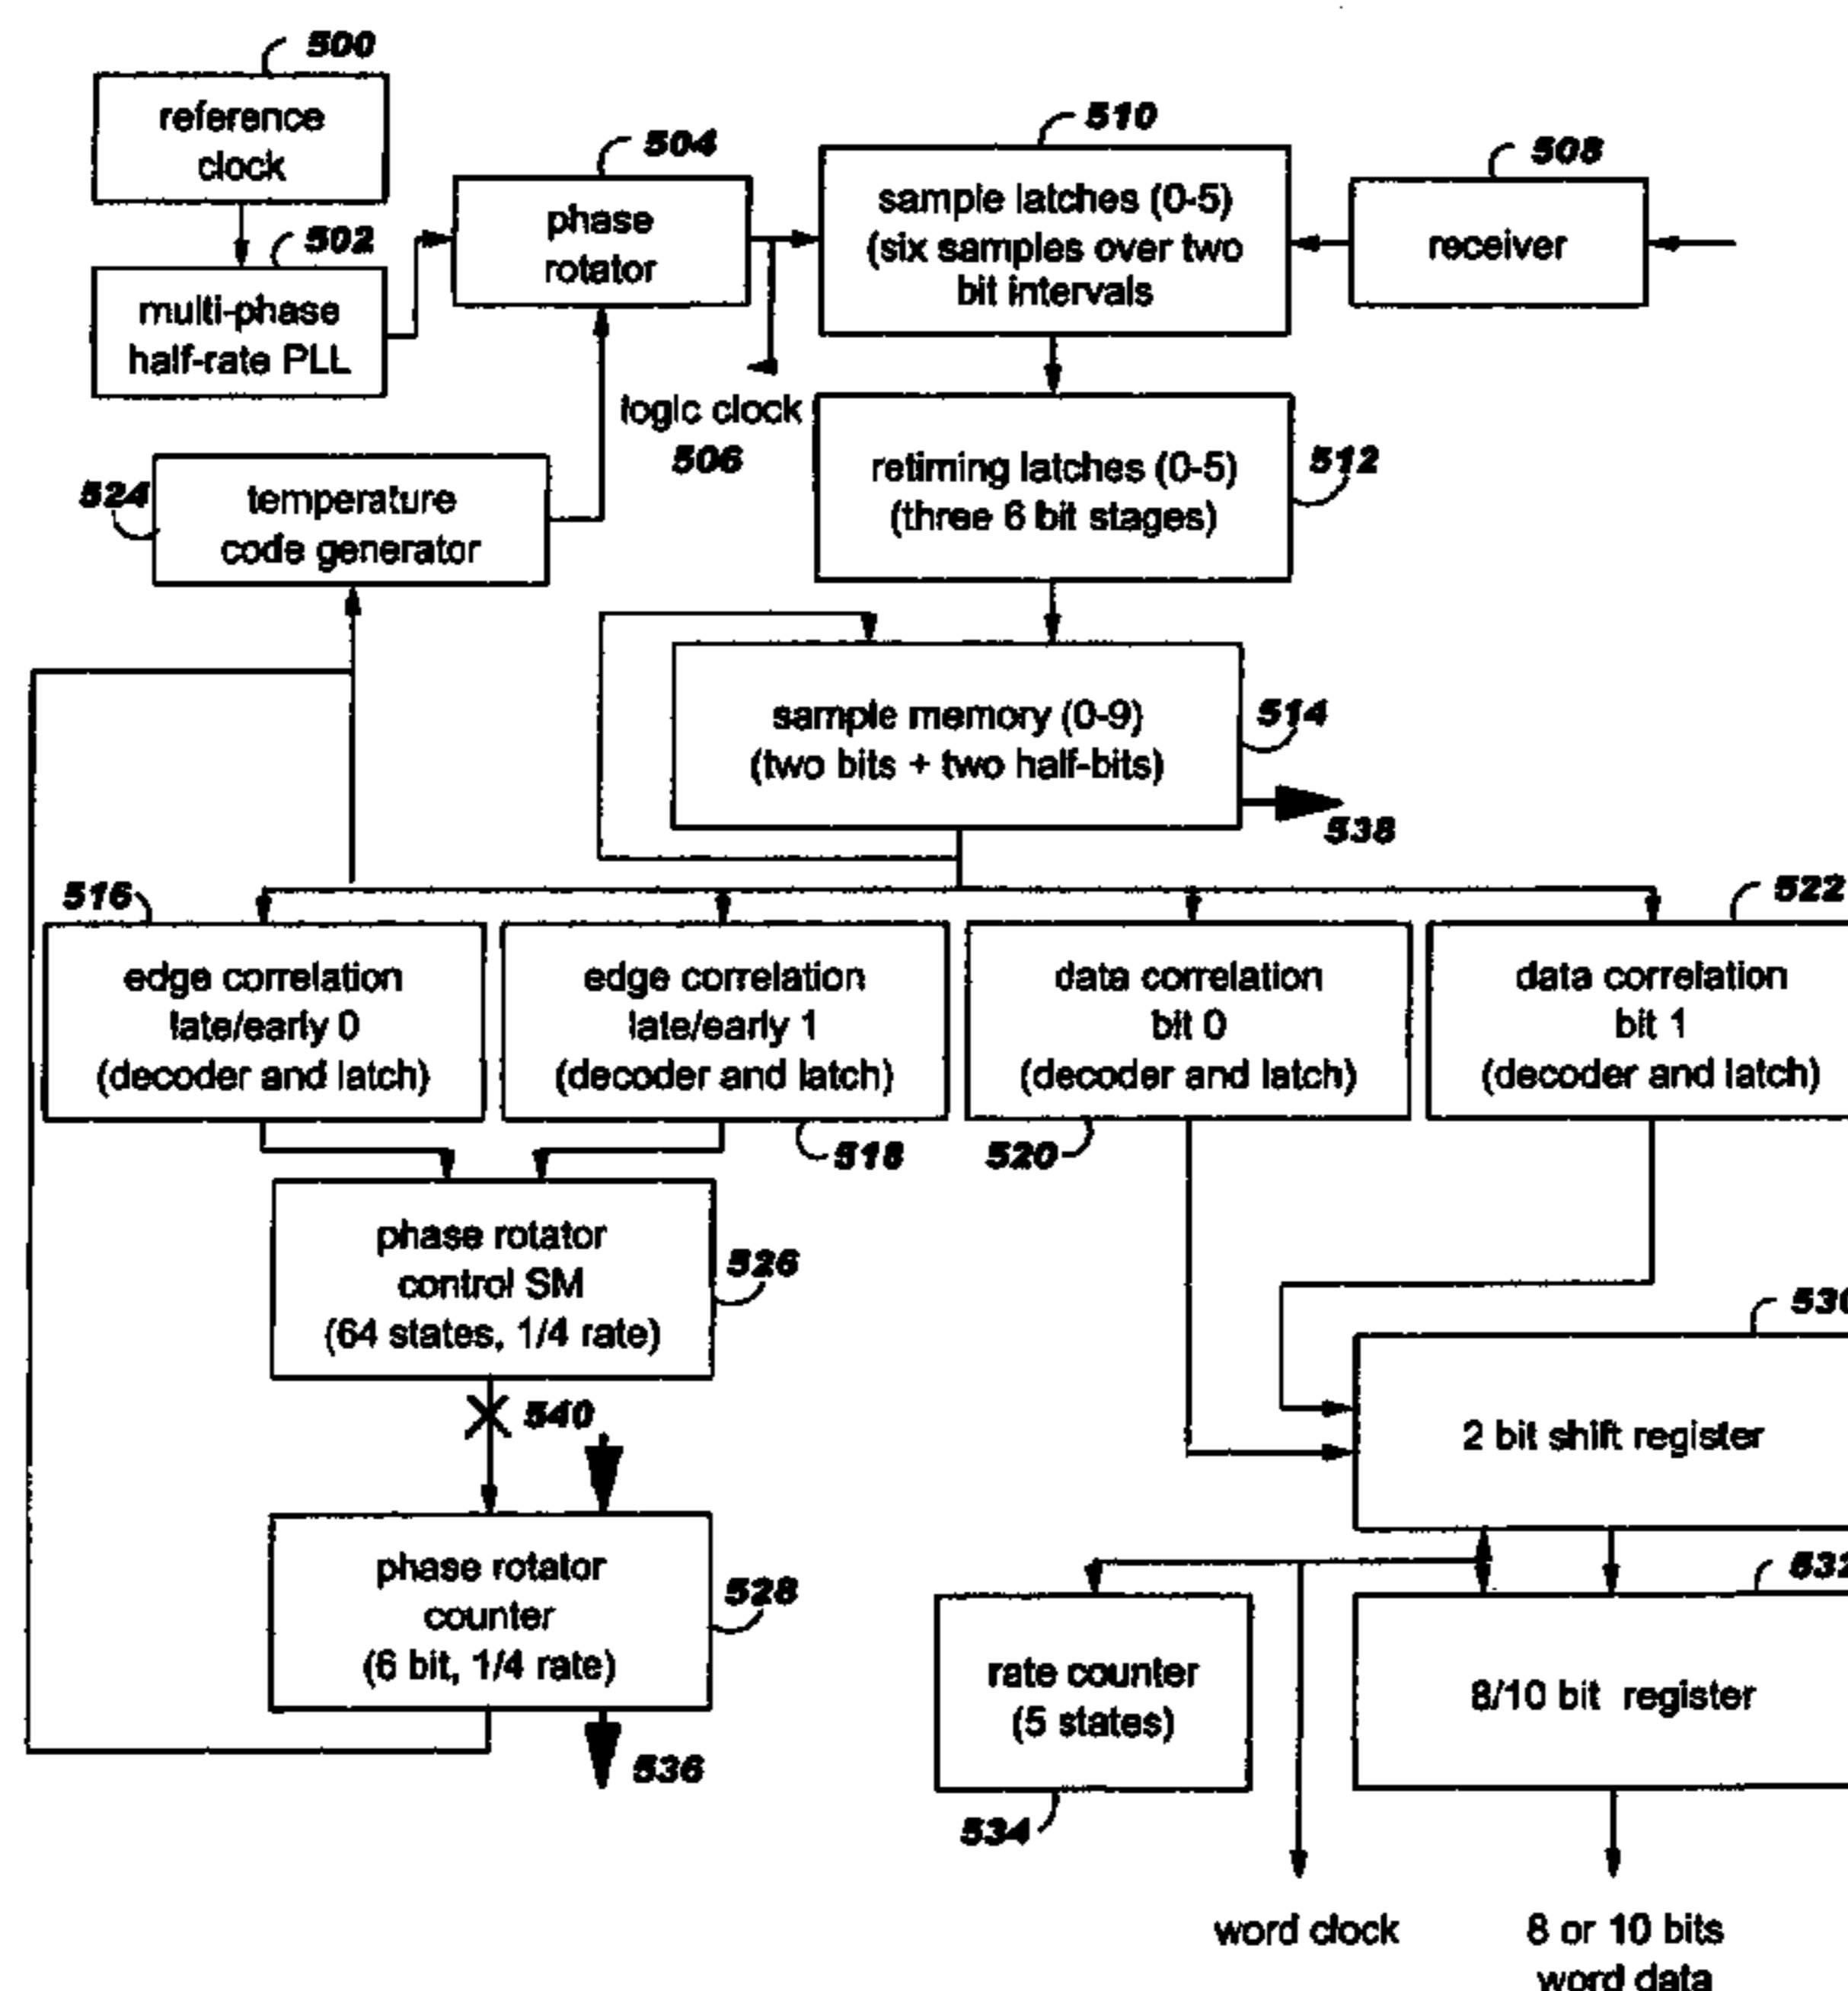 500
reference
clock
502
multi-phase
half-rate PLL
504
phase
rotator
510
sample latches (0-5)
(six samples over two
bit intervals
508
receiver
logic clock
506
retiming latches (0-5)
(three 6 bit stages)
512
524
temperature
code generator
sample memory (0-9)
(two bits + two half-bits)
514
538
516
edge correlation
late/early 0
(decoder and latch)
edge correlation
late/early 1
(decoder and latch)
518
data correlation
bit 0
(decoder and latch)
520
522
data correlation
bit 1
(decoder and latch)
phase rotator
control SM
(64 states, 1/4 rate)
526
540
530
2 bit shift register
phase rotator
counter
(6 bit, 1/4 rate)
528
536
rate counter
(5 states)
534
532
8/10 bit register
word clock
8 or 10 bits
word data